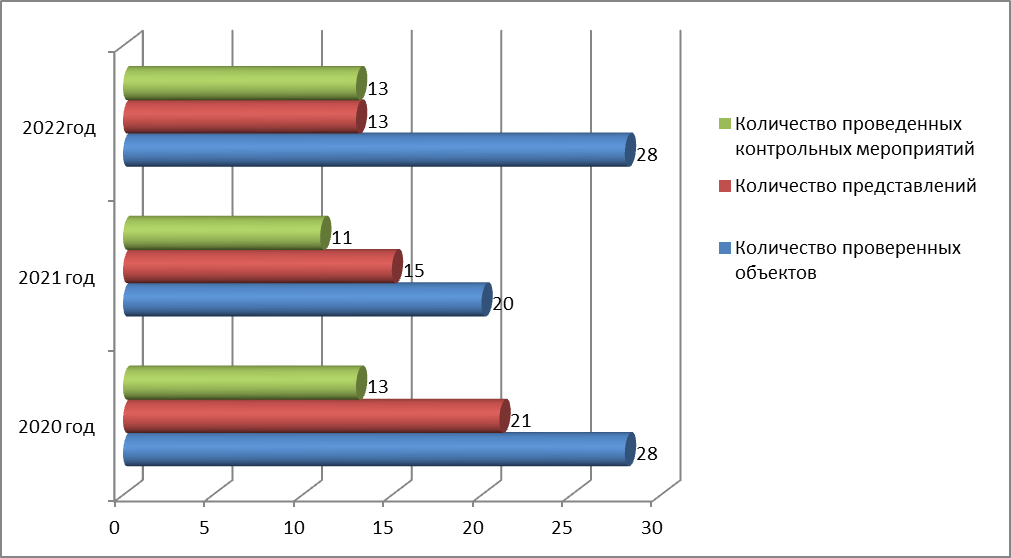 2022год
13
13
28
2021 год
11
15
20
2020 год
13
21
28
0 5 10 15 20 25 30
Количество проведенных
контрольных мероприятий
Количество представлений
Количество проверенных
объектов